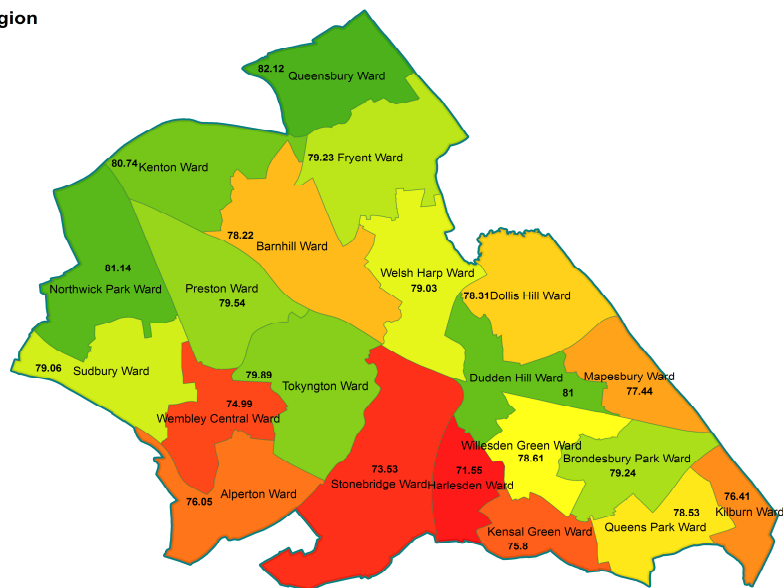 gion
82.12 Queensbury Ward
80.74 Kenton Ward
79.23 Fryent Ward
78.22
Barnhill Ward
81.14
Northwick Park Ward
Preston Ward
79.54
Welsh Harp Ward
79.03
78.31 Dollis Hill Ward
79.06 Sudbury Ward
79.89
Tokyngton Ward
Dudden Hill Ward
81
Mapesbury Ward
77.44
74.99
Wembley Central Ward
Willesden Green Ward
78.61
Brondesbury Park Ward
79.24
73.53
Stonebridge Ward
71.55
Harlesden Ward
76.05
Alperton Ward
76.41
Kilburn Ward
78.53
Queens Park Ward
Kensal Green Ward
75.8